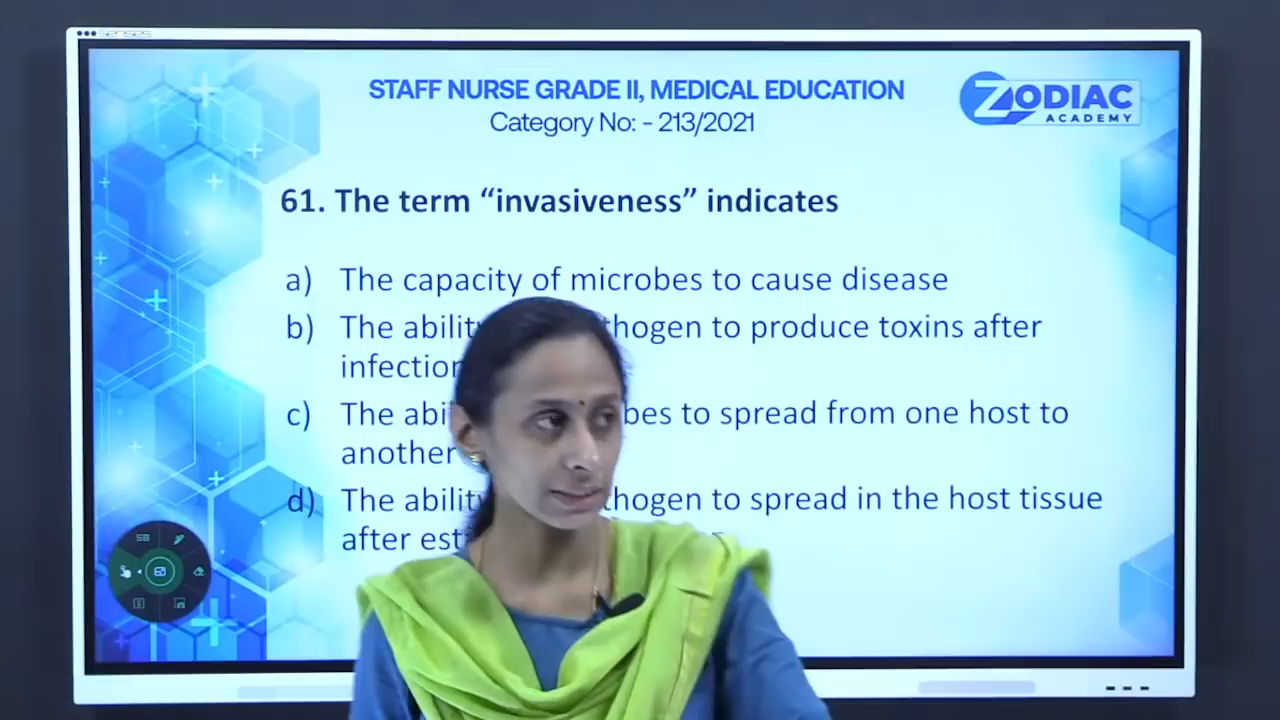 senses
STAFF NURSE GRADE II, MEDICAL EDUCATION
Category No: - 213/2021
ZODIAC
ACADEMY
61. The term “invasiveness” indicates
a) The capacity of microbes to cause disease
b) The ability thogen to produce toxins after
infection
c) The abi bes to spread from one host to
another
d) The ability thogen to spread in the host tissue
after est
SB